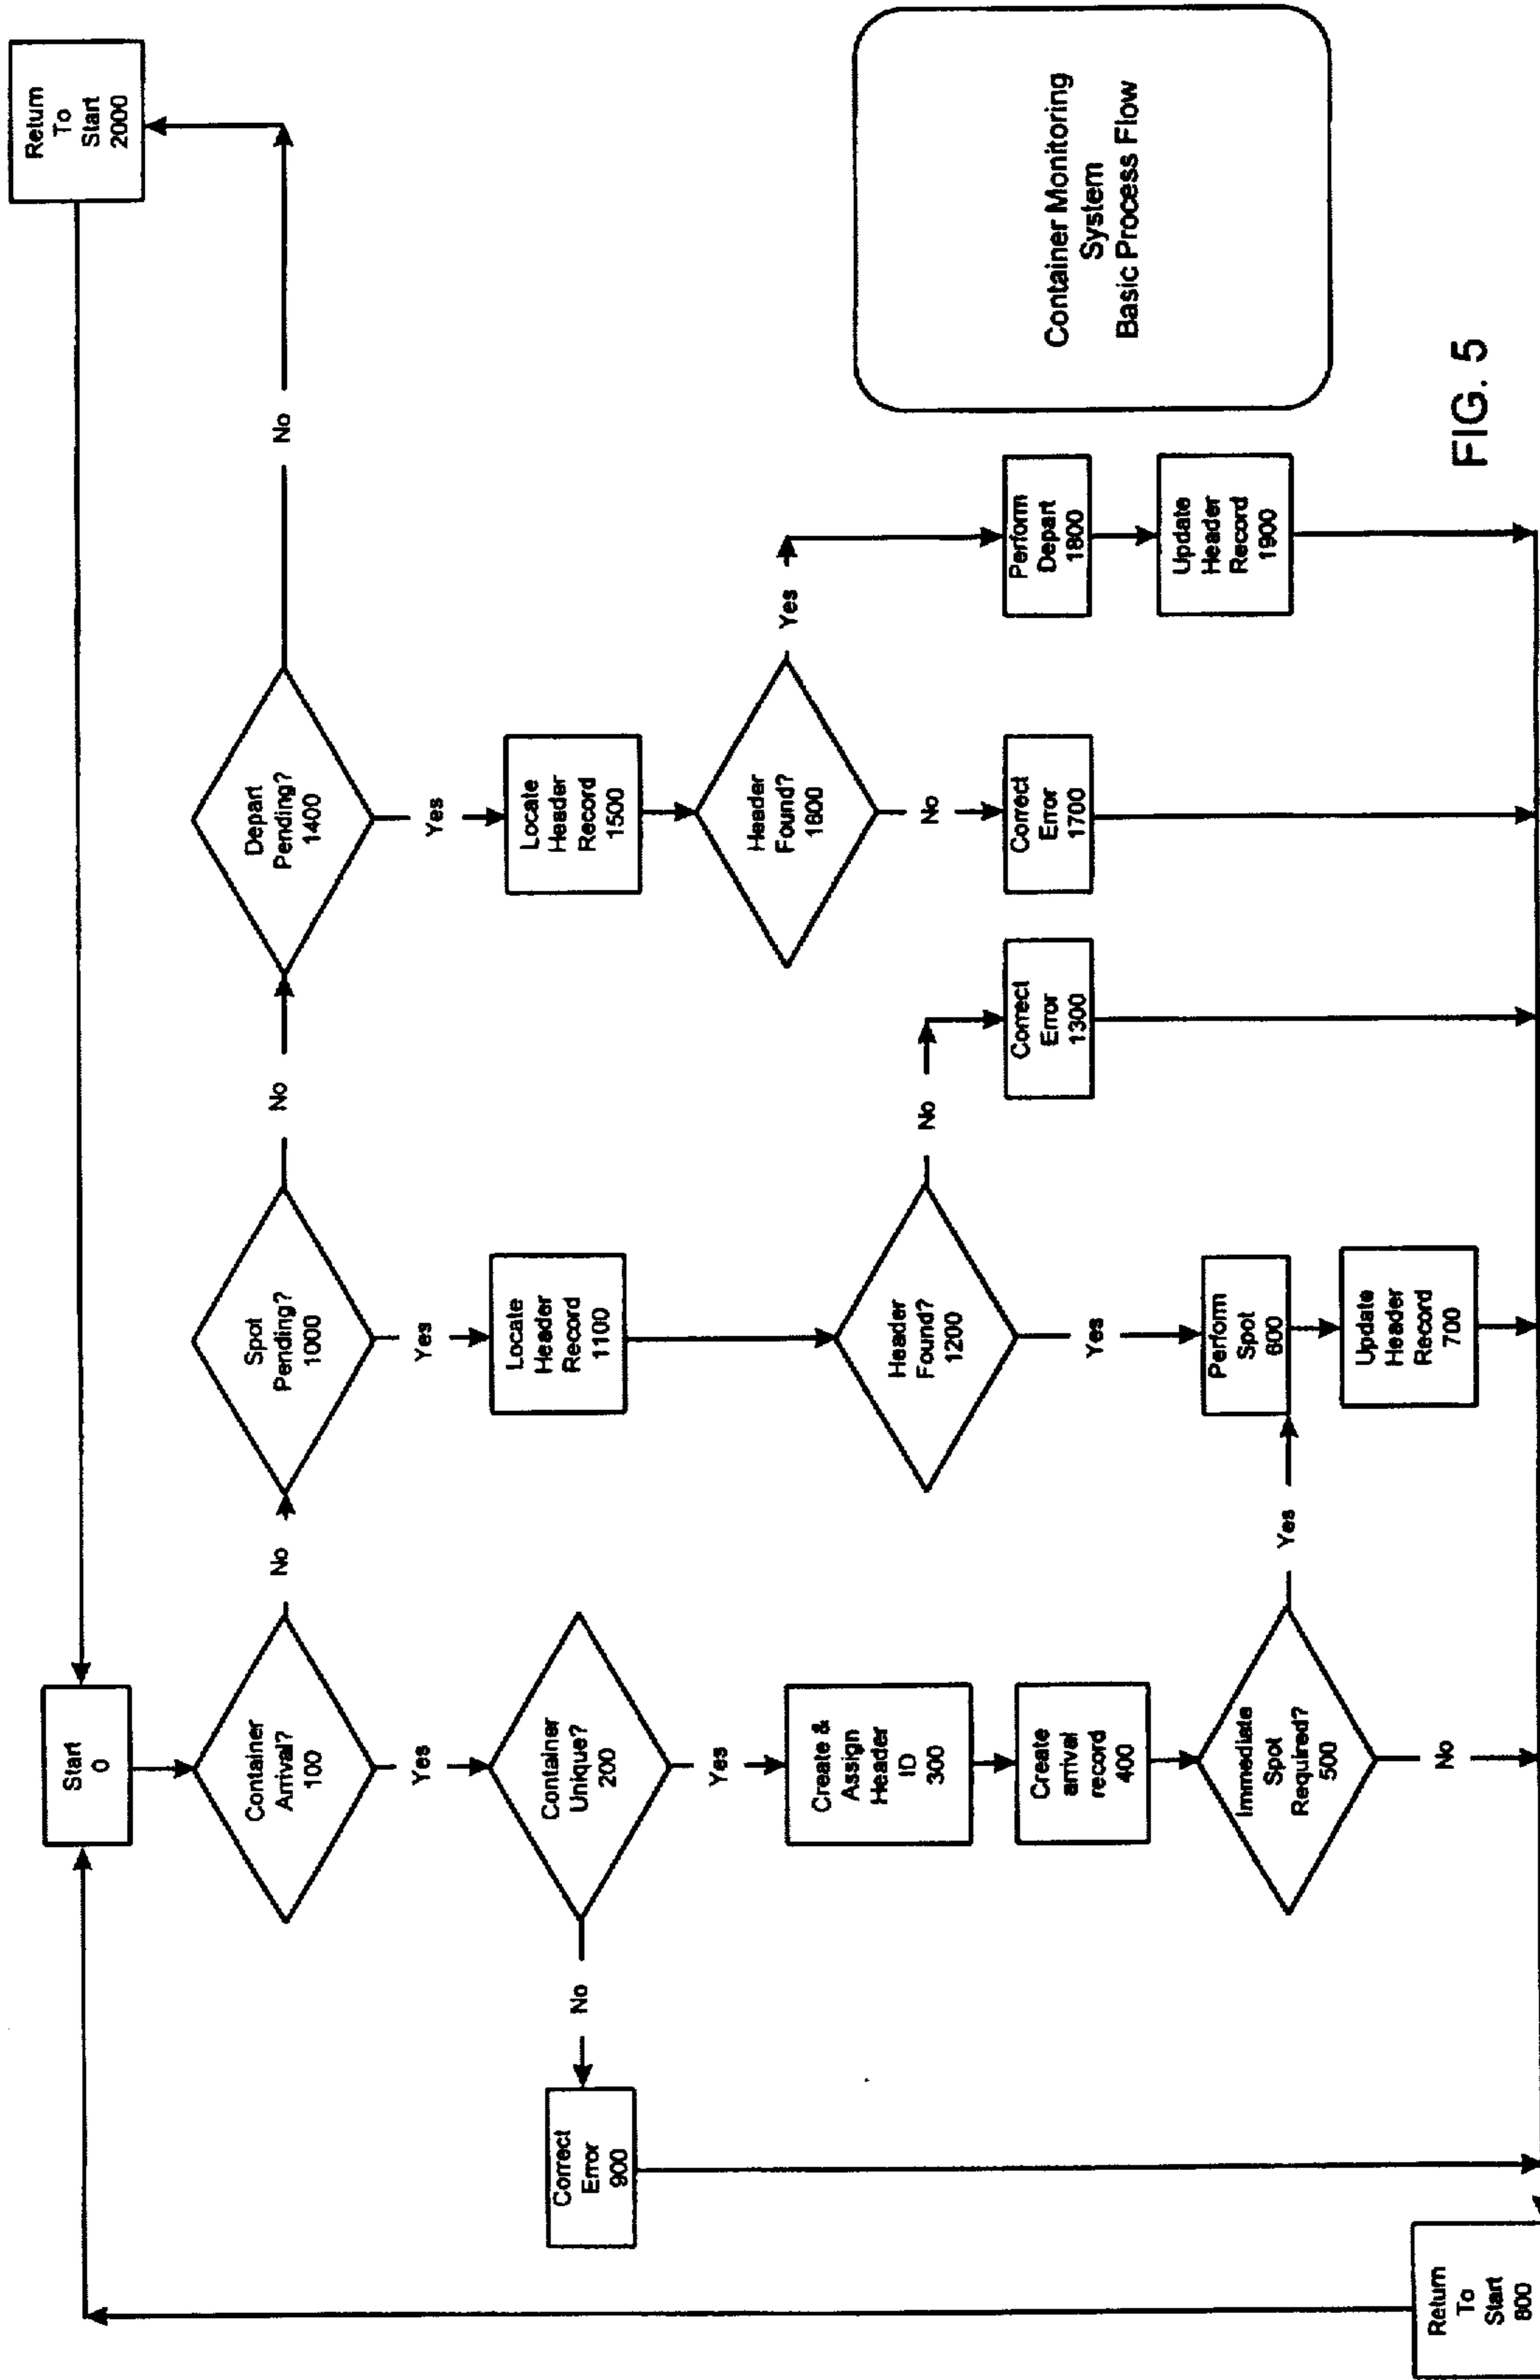 Return
To
Start
2000
Start
0
Container
Arrival?
100
No
Spot
Pending?
1000
No
Depart
Pending?
1400
No
Yes
Yes
Yes
Container
Unique?
200
No
Correct
Error
900
Locate
Header
Record
1100
Locate
Header
Record
1500
Yes
Create &
Assign
Header
ID
300
Header
Found?
1200
No
Header
Found?
1600
Yes
No
Create
arrival
record
400
Correct
Error
1300
Correct
Error
1700
Perform
Depart
1800
Yes
Immediate
Spot
Required?
500
Yes
Perform
Spot
600
Update
Header
Record
1900
No
Update
Header
Record
700
Return
To
Start
800
Container Monitoring
System
Basic Process Flow
FIG. 5